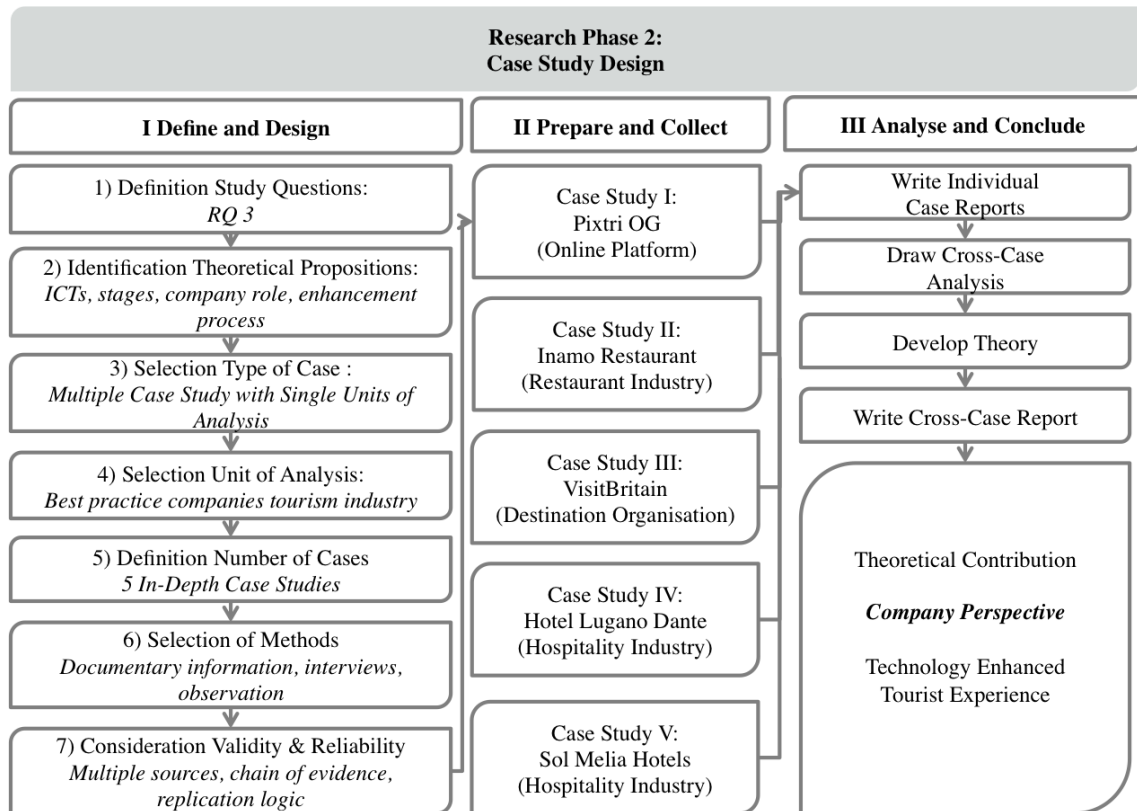 Research Phase 2:
Case Study Design
I Define and Design
1) Definition Study Questions:
RQ 3
2) Identification Theoretical Propositions:
ICTs, stages, company role, enhancement
process
3) Selection Type of Case :
Multiple Case Study with Single Units of
Analysis
4) Selection Unit of Analysis:
Best practice companies tourism industry
5) Definition Number of Cases
5 In-Depth Case Studies
6) Selection of Methods
Documentary information, interviews,
observation
7) Consideration Validity & Reliability
Multiple sources, chain of evidence,
replication logic
II Prepare and Collect
Case Study I:
Pixtri OG
(Online Platform)
Case Study II:
Inamo Restaurant
(Restaurant Industry)
Case Study III:
VisitBritain
(Destination Organisation)
Case Study IV:
Hotel Lugano Dante
(Hospitality Industry)
Case Study V:
Sol Melia Hotels
(Hospitality Industry)
III Analyse and Conclude
Write Individual
Case Reports
Draw Cross-Case
Analysis
Develop Theory
Write Cross-Case Report
Theoretical Contribution
Company Perspective
Technology Enhanced
Tourist Experience